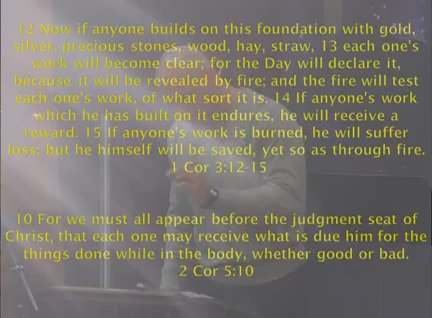 12 Now if anyone builds on this foundation with gold,
silver, precious stones, wood, hay, straw, 13 each one's
work will become clear; for the Day will declare it,
because it will be revealed by fire; and the fire will test
each one's work, of what sort it is. 14 If anyone's work
which he has built on it endures, he will receive a
reward. 15 If anyone's work is burned, he will suffer
loss; but he himself will be saved, yet so as through fire.
1 Cor 3:12-15
10 For we must all appear before the judgment seat of
Christ, that each one may receive what is due him for the
things done while in the body, whether good or bad.
2 Cor 5:10